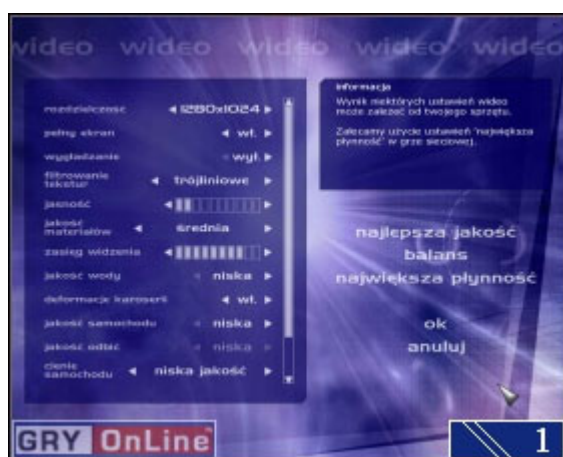 wideo wideo wideo wideo wideo
rozdzielczość 1280x1024
pełny ekran wł.
wygładzanie wył.
filtrowanie tekstur trójliniowe
jasność
jakość materiałów średnia
zasięg widzenia
jakość wody niska
deformacje karoserii wł.
jakość samochodu niska
jakość odbić niska
cienie samochodu niska jakość
informacja
Wynik niektórych ustawień wideo
może zależeć od twojego sprzętu.
Zalecamy użycie ustawień 'największa
płynność' w grze sieciowej.
najlepsza jakość
balans
największa płynność
ok
anuluj
GRY OnLine
1